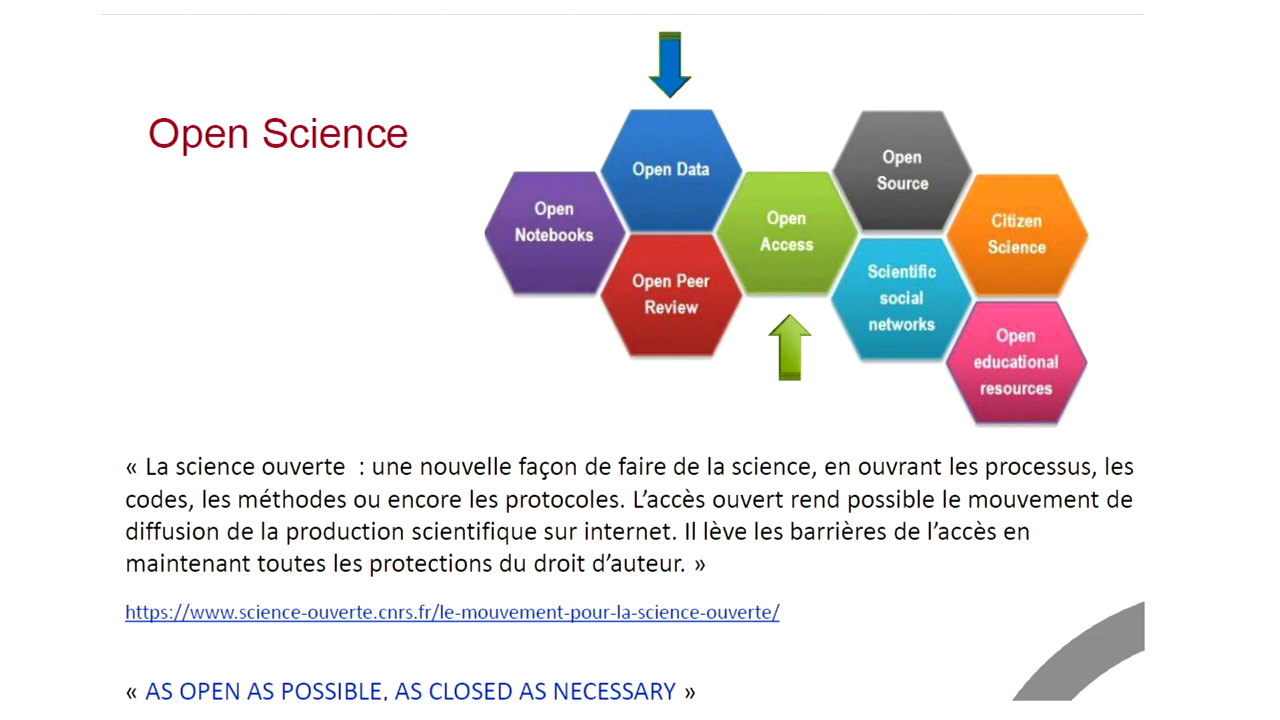 Open Science
Open Data
Open
Source
Open
Notebooks
Open
Access
Citizen
Science
Open Peer
Review
Scientific
social
networks
Open
educational
resources
« La science ouverte  : une nouvelle façon de faire de la science, en ouvrant les processus, les
codes, les méthodes ou encore les protocoles. L’accès ouvert rend possible le mouvement de
diffusion de la production scientifique sur internet. Il lève les barrières de l’accès en
maintenant toutes les protections du droit d’auteur. »
https://www.science-ouverte.cnrs.fr/le-mouvement-pour-la-science-ouverte/
« AS OPEN AS POSSIBLE, AS CLOSED AS NECESSARY »